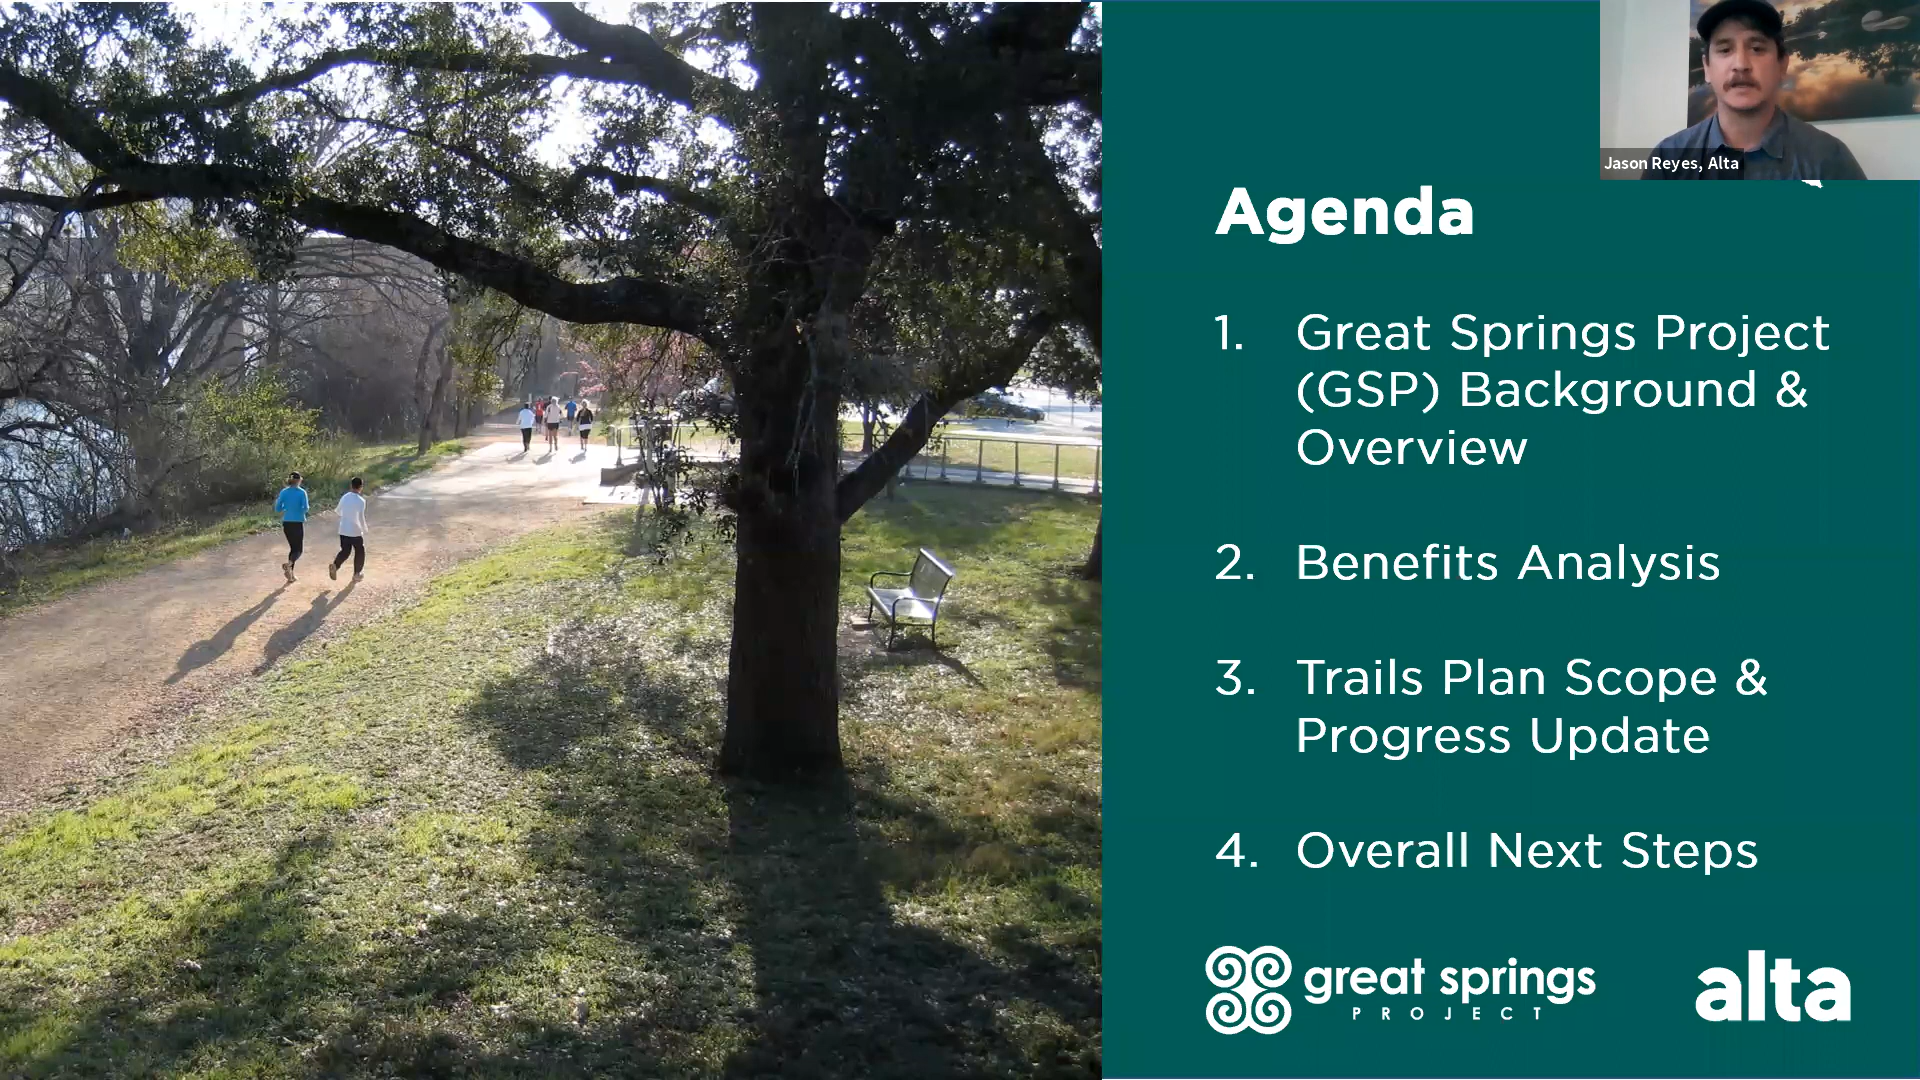 Jason Reyes, Alta
Agenda
1. Great Springs Project
(GSP) Background &
Overview
2. Benefits Analysis
3. Trails Plan Scope &
Progress Update
4. Overall Next Steps
great springs
PROJECT
alta